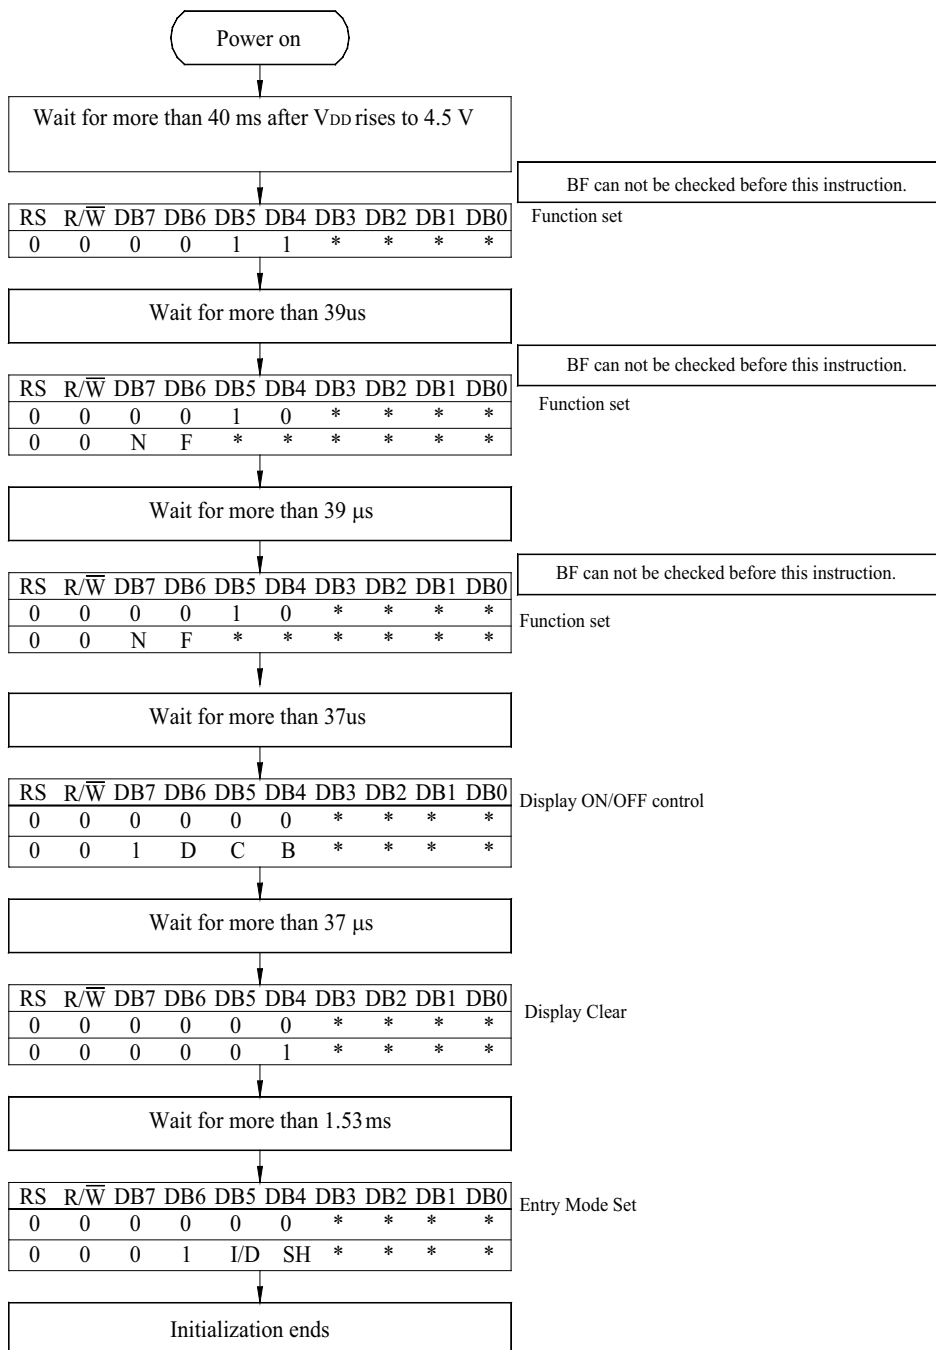 Power on
Wait for more than 40 ms after VDD rises to 4.5 V
BF can not be checked before this instruction.
RS R/W̅ DB7 DB6 DB5 DB4 DB3 DB2 DB1 DB0
Function set
0 0 0 0 1 1 * * * *
Wait for more than 39us
BF can not be checked before this instruction.
RS R/W̅ DB7 DB6 DB5 DB4 DB3 DB2 DB1 DB0
Function set
0 0 0 0 1 0 * * * *
0 0 N F * * * * * *
Wait for more than 39 μs
BF can not be checked before this instruction.
RS R/W̅ DB7 DB6 DB5 DB4 DB3 DB2 DB1 DB0
0 0 0 0 1 0 * * * *
Function set
0 0 N F * * * * * *
Wait for more than 37us
RS R/W̅ DB7 DB6 DB5 DB4 DB3 DB2 DB1 DB0
Display ON/OFF control
0 0 0 0 0 0 * * * *
0 0 1 D C B * * * *
Wait for more than 37 μs
RS R/W̅ DB7 DB6 DB5 DB4 DB3 DB2 DB1 DB0
Display Clear
0 0 0 0 0 0 * * * *
0 0 0 0 0 1 * * * *
Wait for more than 1.53 ms
RS R/W̅ DB7 DB6 DB5 DB4 DB3 DB2 DB1 DB0
Entry Mode Set
0 0 0 0 0 0 * * * *
0 0 0 1 I/D SH * * * *
Initialization ends